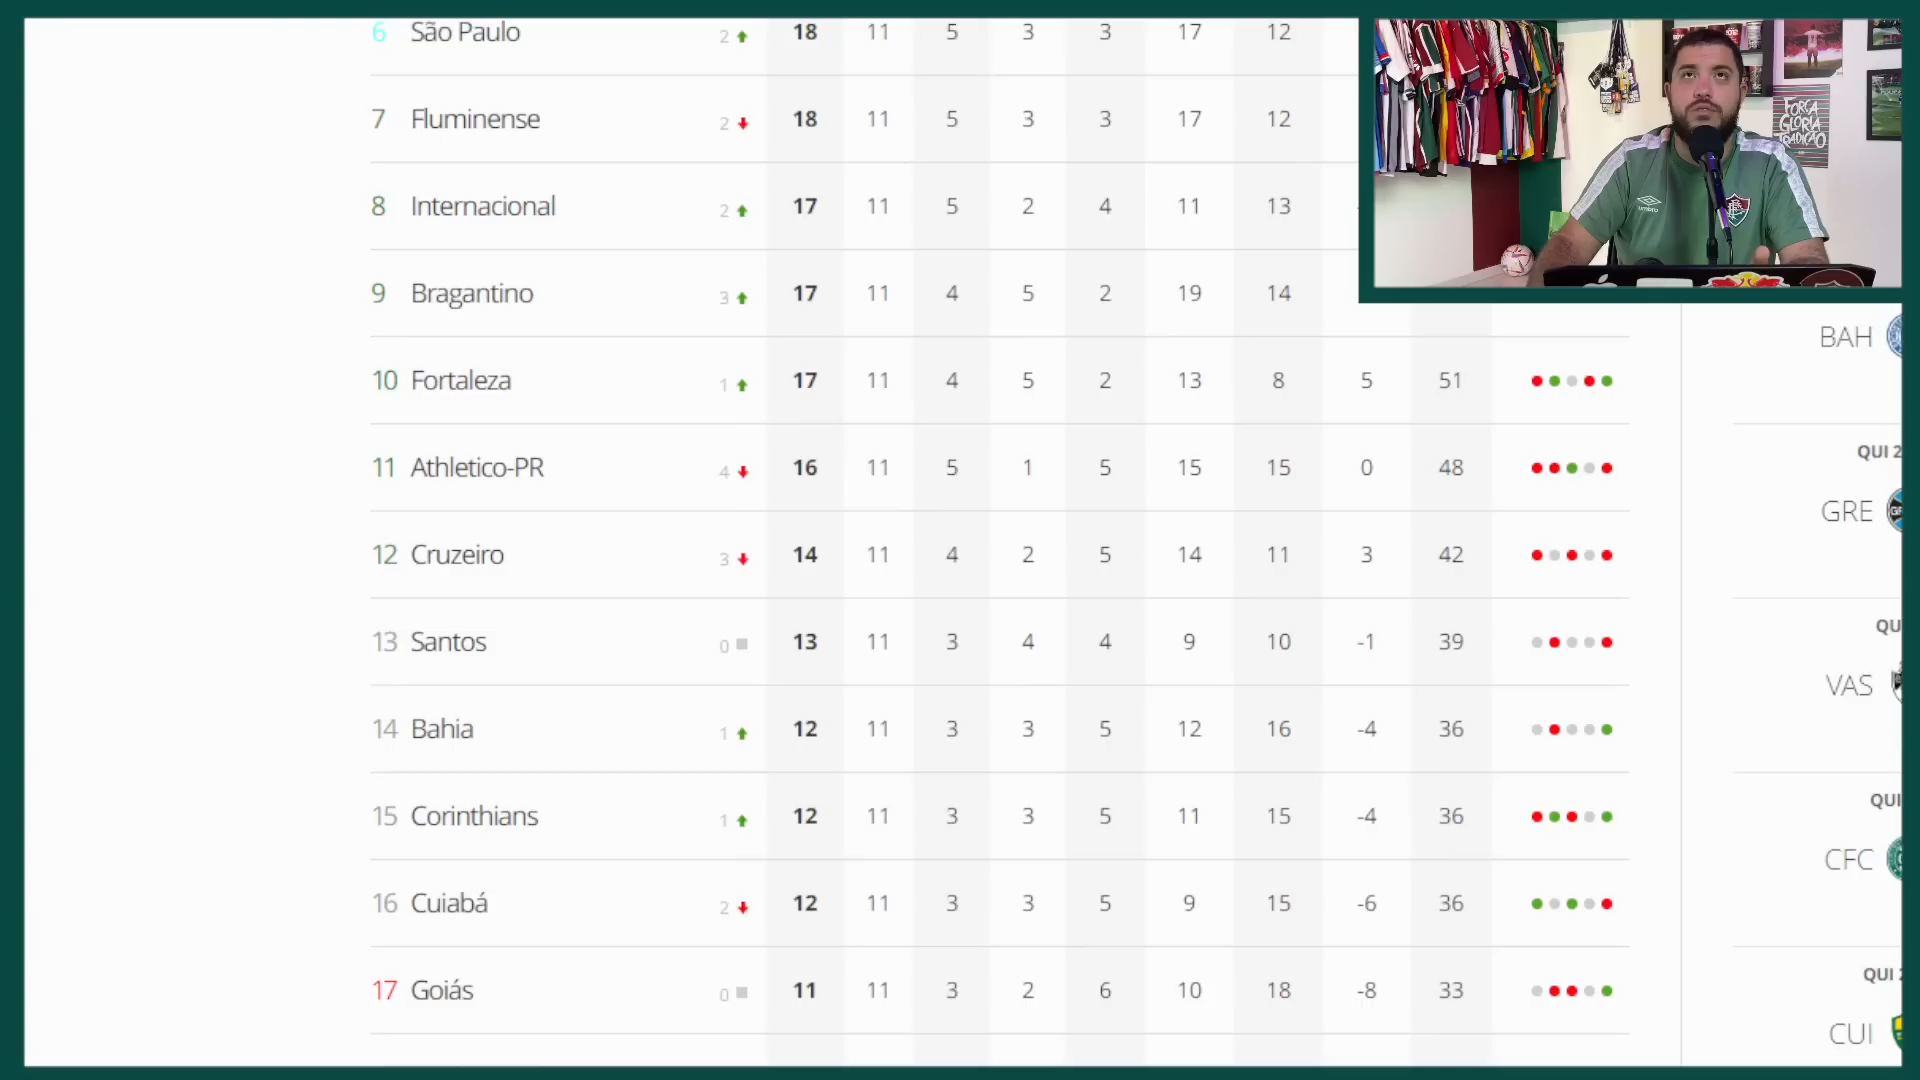 6 São Paulo 2 18 11 5 3 3 17 12
7 Fluminense 2 18 11 5 3 3 17 12
8 Internacional 2 17 11 5 2 4 11 13
9 Bragantino 3 17 11 4 5 2 19 14
10 Fortaleza 1 17 11 4 5 2 13 8 5 51
11 Athletico-PR 4 16 11 5 1 5 15 15 0 48
12 Cruzeiro 3 14 11 4 2 5 14 11 3 42
13 Santos 0 13 11 3 4 4 9 10 -1 39
14 Bahia 1 12 11 3 3 5 12 16 -4 36
15 Corinthians 1 12 11 3 3 5 11 15 -4 36
16 Cuiabá 2 12 11 3 3 5 9 15 -6 36
17 Goiás 0 11 11 3 2 6 10 18 -8 33
FORÇA
GLORIA
TRADIÇÃO
umbro
BAH
QUI 2
GRE
QU
VAS
QUI
CFC
QUI 2
CUI